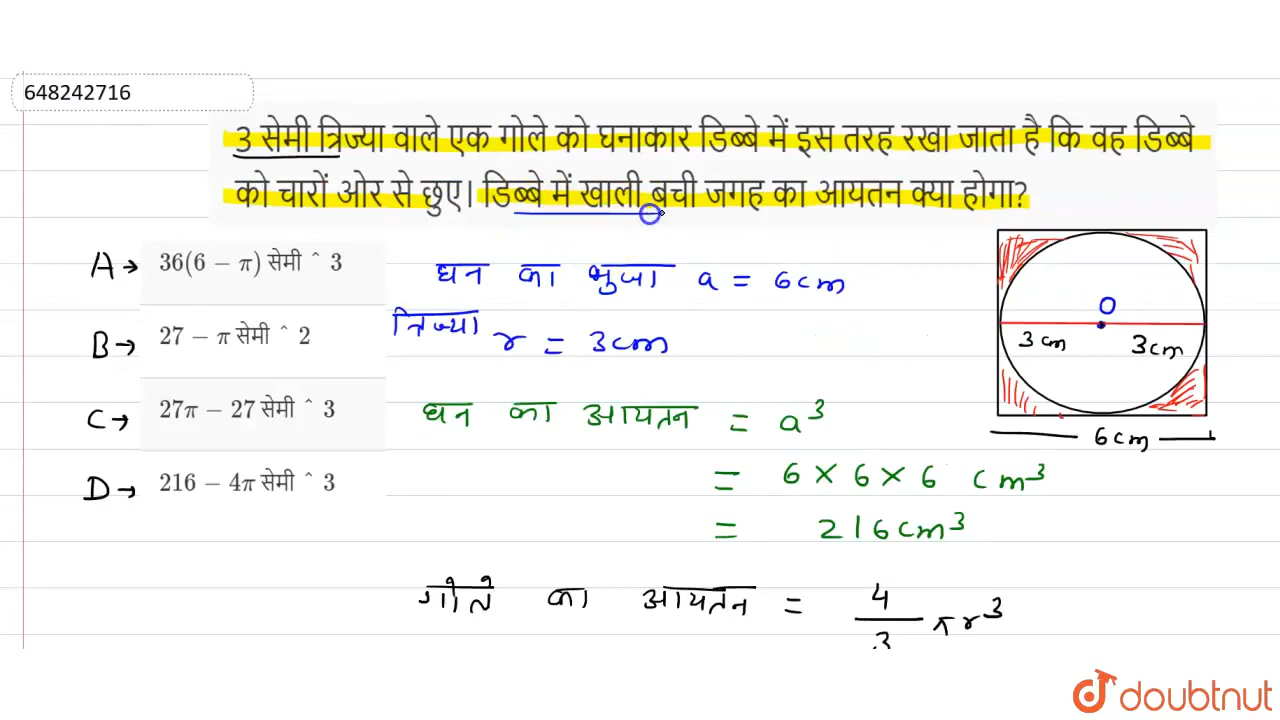 648242716
3 सेमी त्रिज्या वाले एक गोले को घनाकार डिब्बे में इस तरह रखा जाता है कि वह डिब्बे
को चारों ओर से छुए। डिब्बे में खाली बची जगह का आयतन क्या होगा?
A → 36(6 − π) सेमी ^ 3
B → 27 − π सेमी ^ 2
C → 27π − 27 सेमी ^ 3
D → 216 − 4π सेमी ^ 3
घन का भुजा a = 6cm
त्रिज्या r = 3cm
घन का आयतन = a³
= 6 × 6 × 6 cm³
= 216cm³
गोले का आयतन = 4/3 πr³
O
3 cm 3cm
6cm
doubtnut